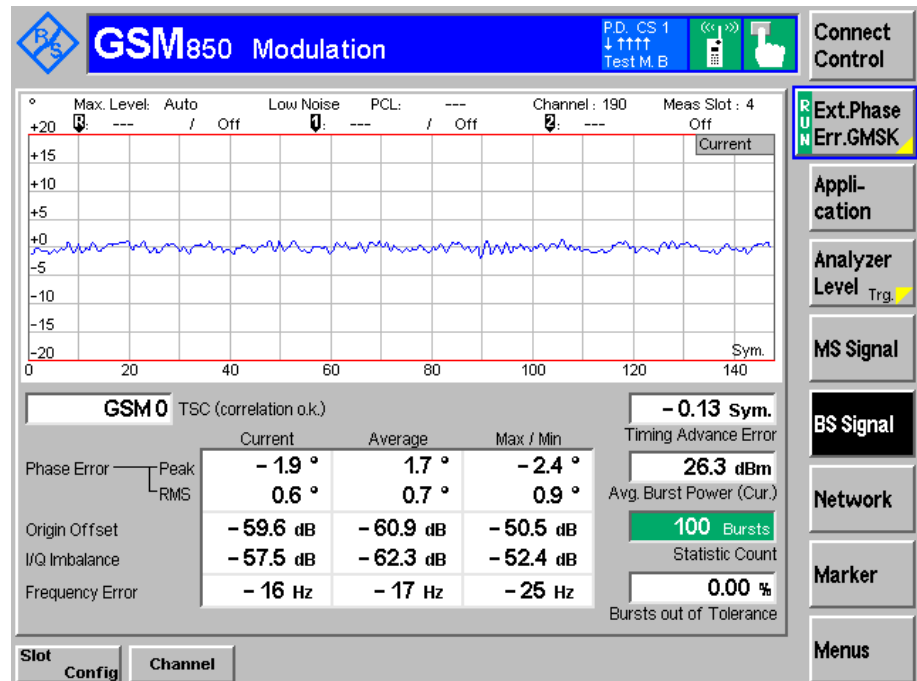 R&S
GSM850 Modulation
P.D. CS 1
↓ ↑↑↑↑
Test M. B
Connect
Control
° Max. Level: Auto Low Noise PCL: --- Channel : 190 Meas Slot : 4
R: --- / Off 1: --- / Off 2: --- Off
Current
+20
+15
+10
+5
+0
-5
-10
-15
-20
Sym.
0 20 40 60 80 100 120 140
RUN
Ext.Phase
Err.GMSK
Appli-
cation
Analyzer
Level Trg.
MS Signal
BS Signal
Network
Marker
Menus
GSM 0 TSC (correlation o.k.)
Current Average Max / Min
Phase Error Peak - 1.9 ° 1.7 ° - 2.4 °
RMS 0.6 ° 0.7 ° 0.9 °
Origin Offset - 59.6 dB - 60.9 dB - 50.5 dB
I/Q Imbalance - 57.5 dB - 62.3 dB - 52.4 dB
Frequency Error - 16 Hz - 17 Hz - 25 Hz
- 0.13 Sym.
Timing Advance Error
26.3 dBm
Avg. Burst Power (Cur.)
100 Bursts
Statistic Count
0.00 %
Bursts out of Tolerance
Slot
Config
Channel